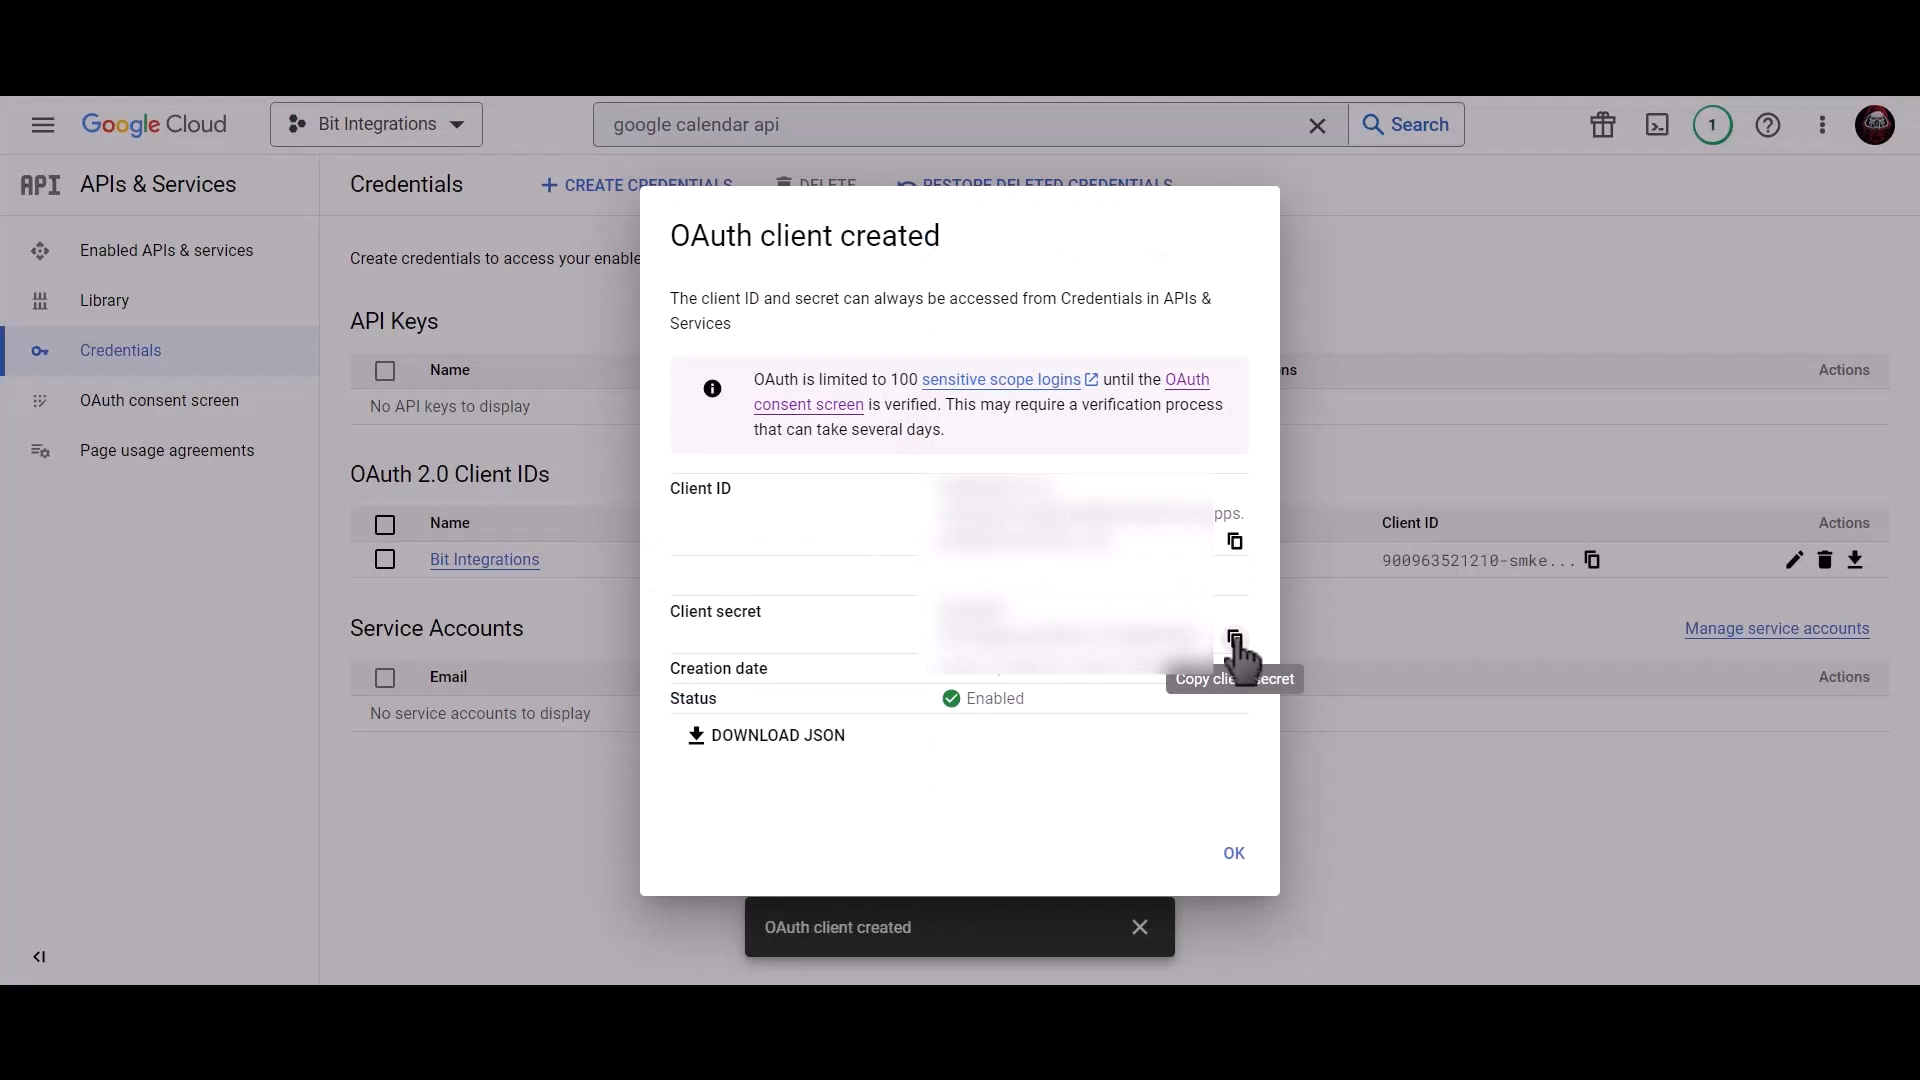 Google Cloud
Bit Integrations
google calendar api
Search
1
API
APIs & Services
Enabled APIs & services
Library
Credentials
OAuth consent screen
Page usage agreements
Credentials
CREATE CREDENTIALS
DELETE
RESTORE DELETED CREDENTIALS
Create credentials to access your enable
API Keys
Name
ns
Actions
No API keys to display
OAuth 2.0 Client IDs
Name
Client ID
Actions
Bit Integrations
900963521210-smke...
Service Accounts
Manage service accounts
Email
Actions
No service accounts to display
OAuth client created
The client ID and secret can always be accessed from Credentials in APIs &
Services
OAuth is limited to 100 sensitive scope logins until the OAuth
consent screen is verified. This may require a verification process
that can take several days.
Client ID
pps.
Client secret
Creation date
Copy client secret
Status
Enabled
DOWNLOAD JSON
OK
OAuth client created